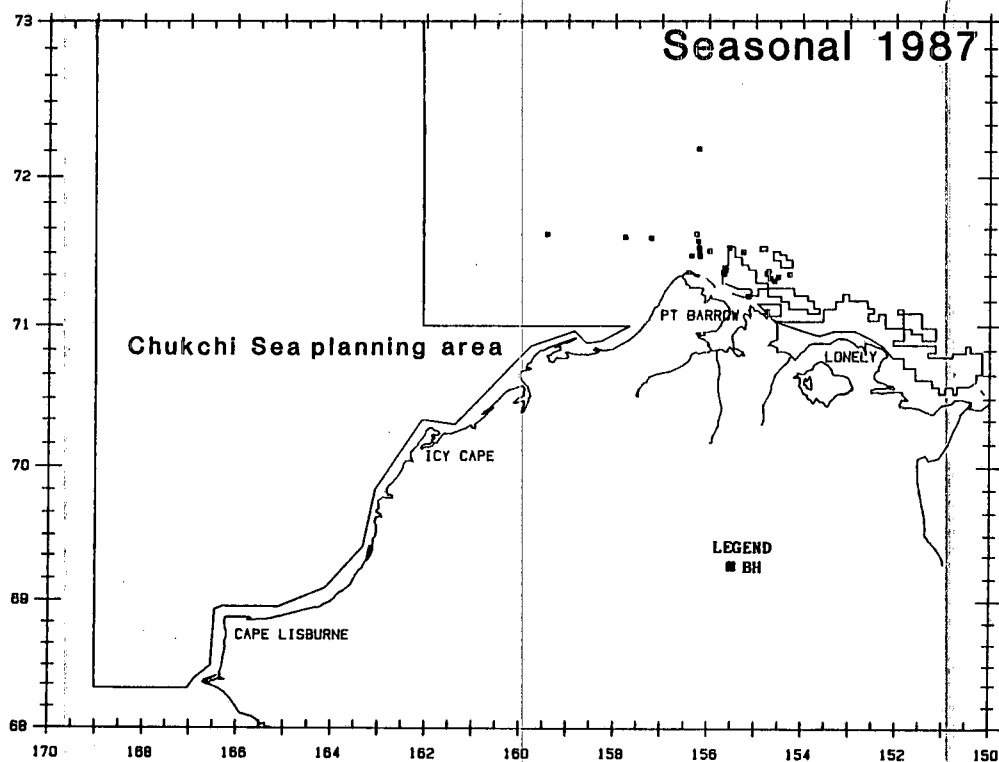 73
Seasonal 1987
72
71
PT BARROW
Chukchi Sea planning area
LONELY
70
ICY CAPE
LEGEND
BH
69
CAPE LISBURNE
68
170 168 166 164 162 160 158 156 154 152 150